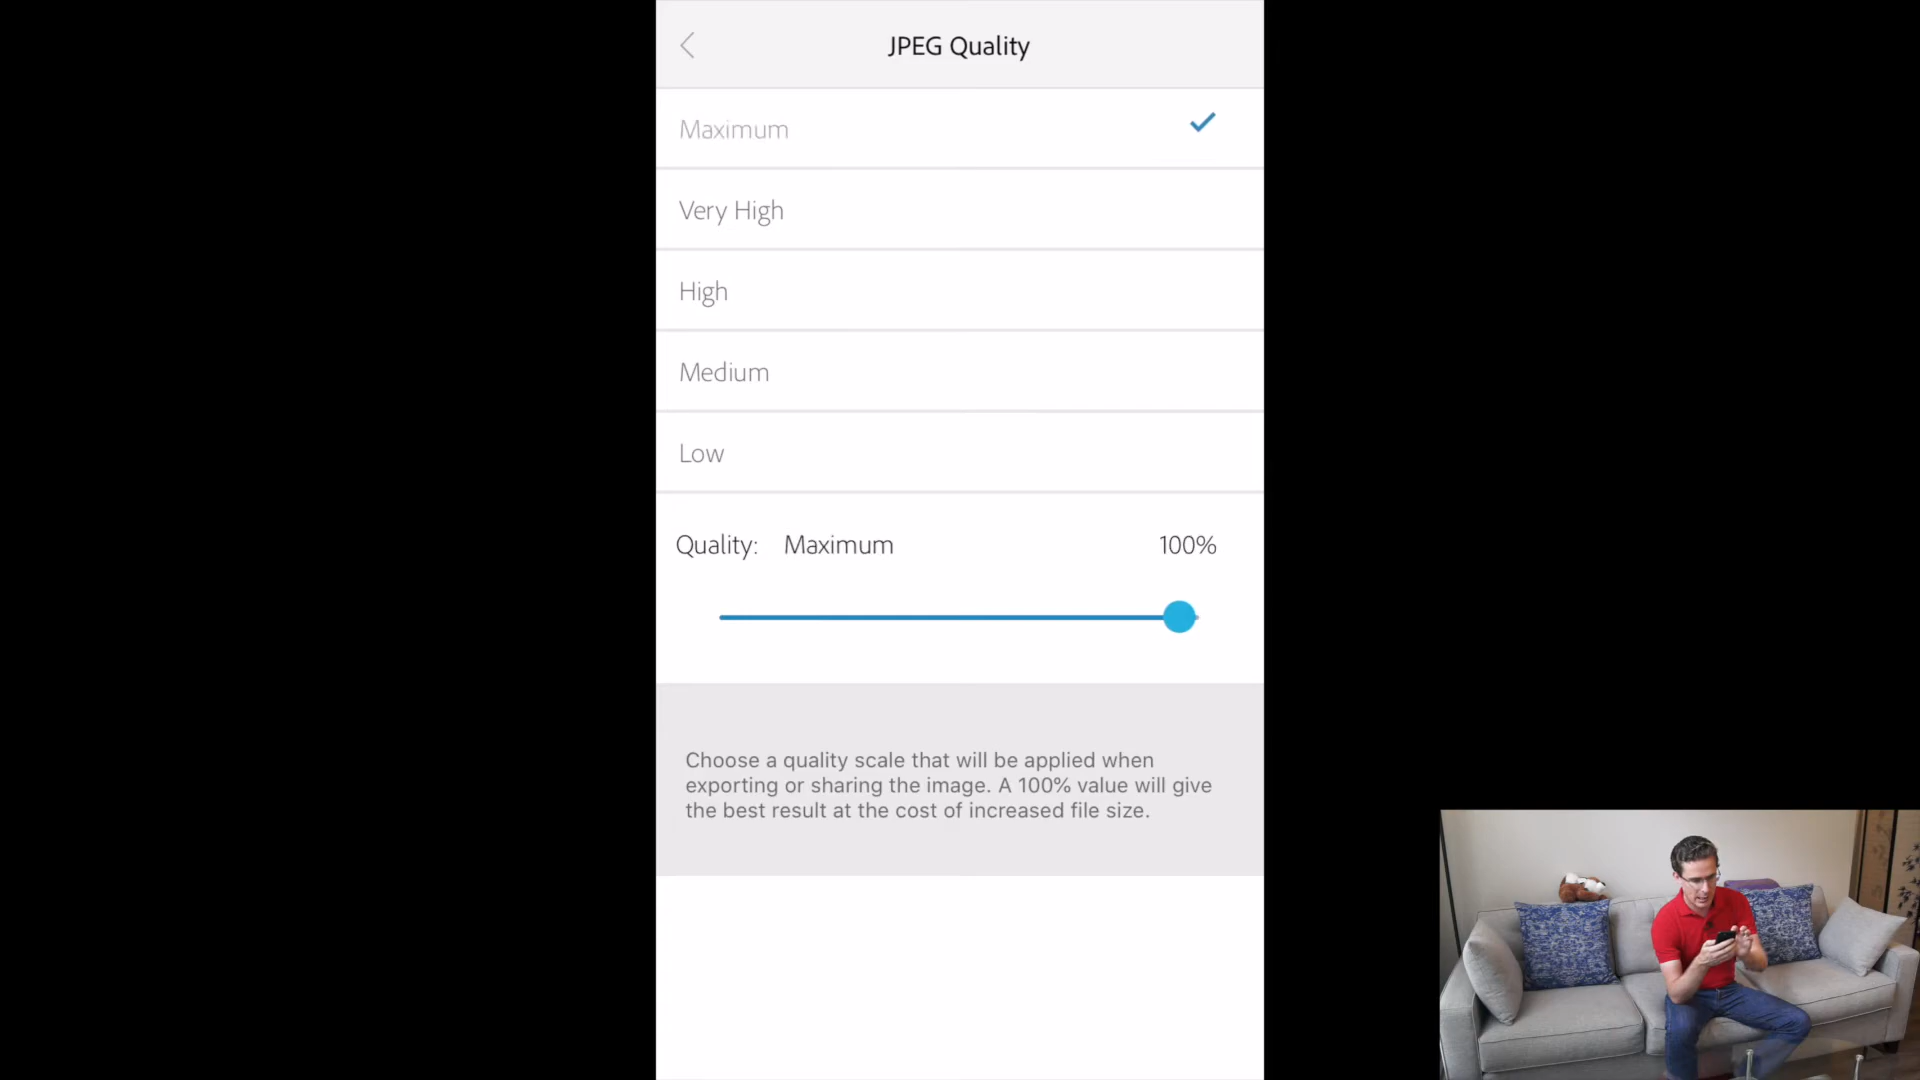 JPEG Quality
Maximum
Very High
High
Medium
Low
Quality: Maximum 100%
Choose a quality scale that will be applied when
exporting or sharing the image. A 100% value will give
the best result at the cost of increased file size.